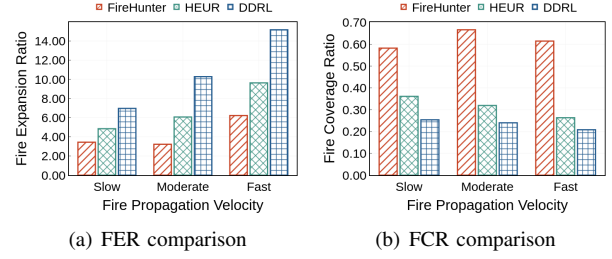 FireHunter HEUR DDRL
Fire Expansion Ratio
14.00
12.00
10.00
8.00
6.00
4.00
2.00
0.00
Slow Moderate Fast
Fire Propagation Velocity
(a) FER comparison
FireHunter HEUR DDRL
Fire Coverage Ratio
0.70
0.60
0.50
0.40
0.30
0.20
0.10
0.00
Slow Moderate Fast
Fire Propagation Velocity
(b) FCR comparison